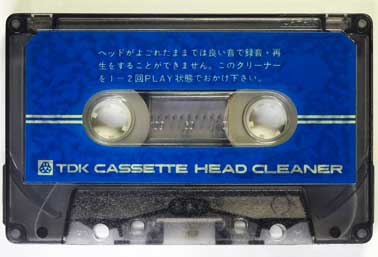 ヘッドがよごれたままでは良い音で録音・再
生をすることができません。このクリーナー
を1-2回PLAY状態でおかけ下さい。
TDK CASSETTE HEAD CLEANER